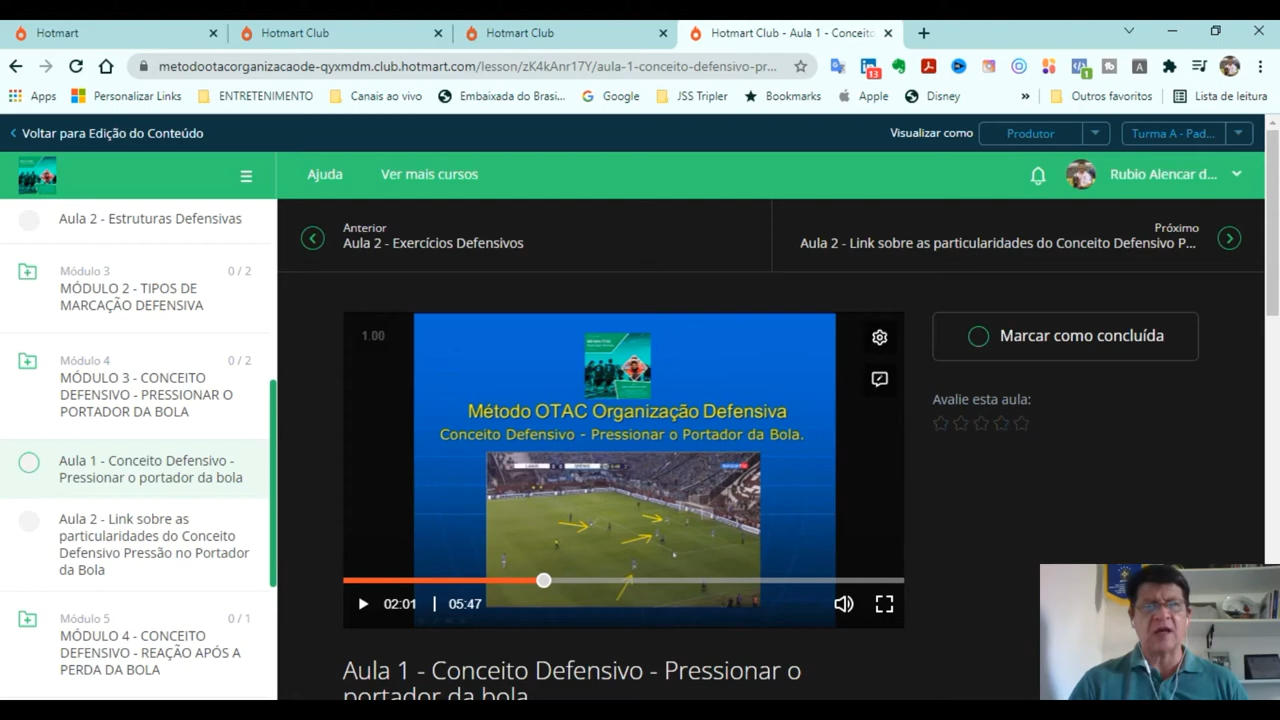 Hotmart
Hotmart Club
Hotmart Club
Hotmart Club - Aula 1 - Conceito
metodootacorganizacaode-qyxmdm.club.hotmart.com/lesson/zK4kAnr17Y/aula-1-conceito-defensivo-pr...
13
1
A
Apps
Personalizar Links
ENTRETENIMENTO
Canais ao vivo
Embaixada do Brasi...
Google
JSS Tripler
Bookmarks
Apple
Disney
»
Outros favoritos
Lista de leitura
Voltar para Edição do Conteúdo
Visualizar como
Produtor
Turma A - Pad...
Ajuda
Ver mais cursos
Rubio Alencar d...
Aula 2 - Estruturas Defensivas
Módulo 3
0 / 2
MÓDULO 2 - TIPOS DE
MARCAÇÃO DEFENSIVA
Módulo 4
0 / 2
MÓDULO 3 - CONCEITO
DEFENSIVO - PRESSIONAR O
PORTADOR DA BOLA
Aula 1 - Conceito Defensivo -
Pressionar o portador da bola
Aula 2 - Link sobre as
particularidades do Conceito
Defensivo Pressão no Portador
da Bola
Módulo 5
0 / 1
MÓDULO 4 - CONCEITO
DEFENSIVO - REAÇÃO APÓS A
PERDA DA BOLA
Anterior
Aula 2 - Exercícios Defensivos
Próximo
Aula 2 - Link sobre as particularidades do Conceito Defensivo P...
1.00
Método OTAC Organização Defensiva
Conceito Defensivo - Pressionar o Portador da Bola.
02:01
05:47
Marcar como concluída
Avalie esta aula:
Aula 1 - Conceito Defensivo - Pressionar o
portador da bola